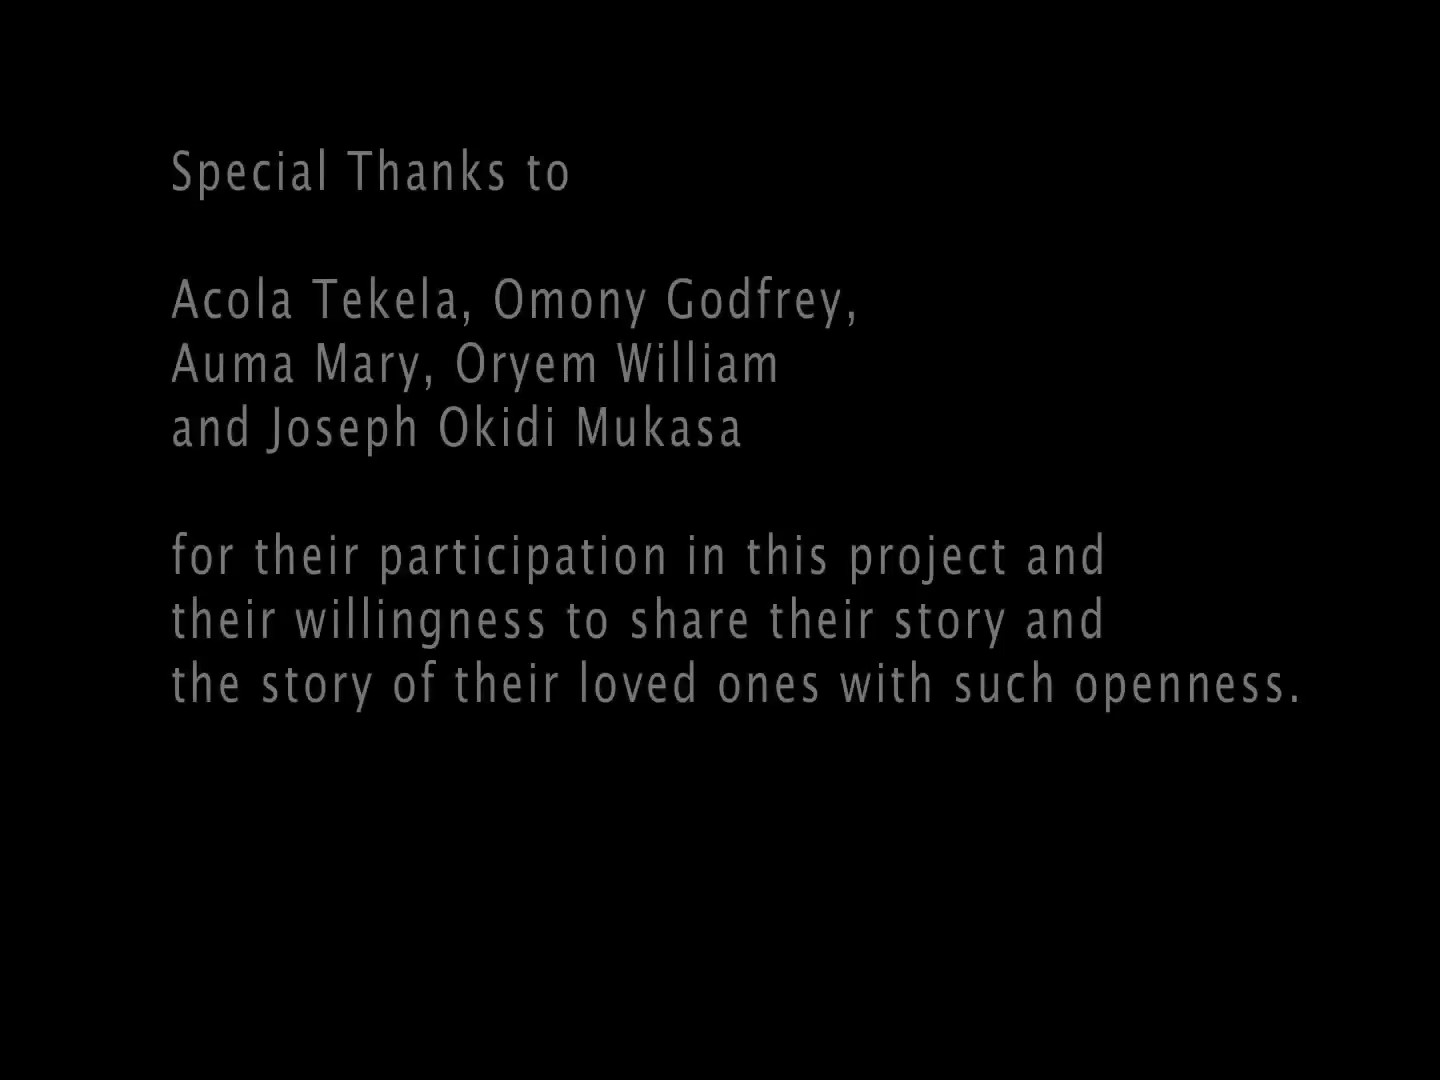 Special Thanks to
Acola Tekela, Omony Godfrey,
Auma Mary, Oryem William
and Joseph Okidi Mukasa
for their participation in this project and
their willingness to share their story and
the story of their loved ones with such openness.